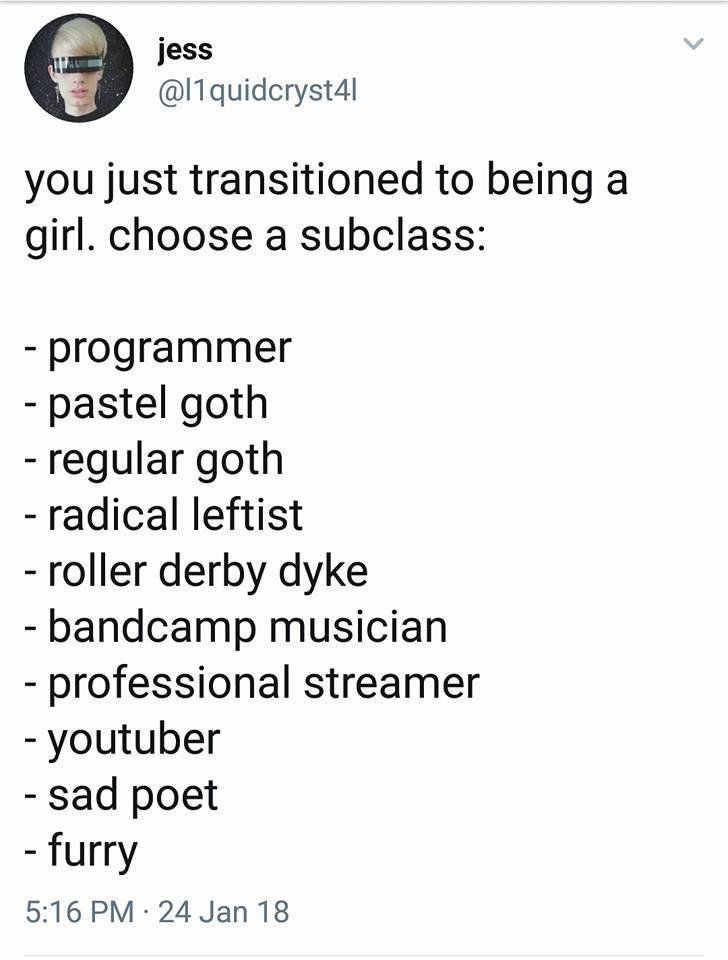 jess
@l1quidcryst4l
you just transitioned to being a
girl. choose a subclass:
- programmer
- pastel goth
- regular goth
- radical leftist
- roller derby dyke
- bandcamp musician
- professional streamer
- youtuber
- sad poet
- furry
5:16 PM · 24 Jan 18